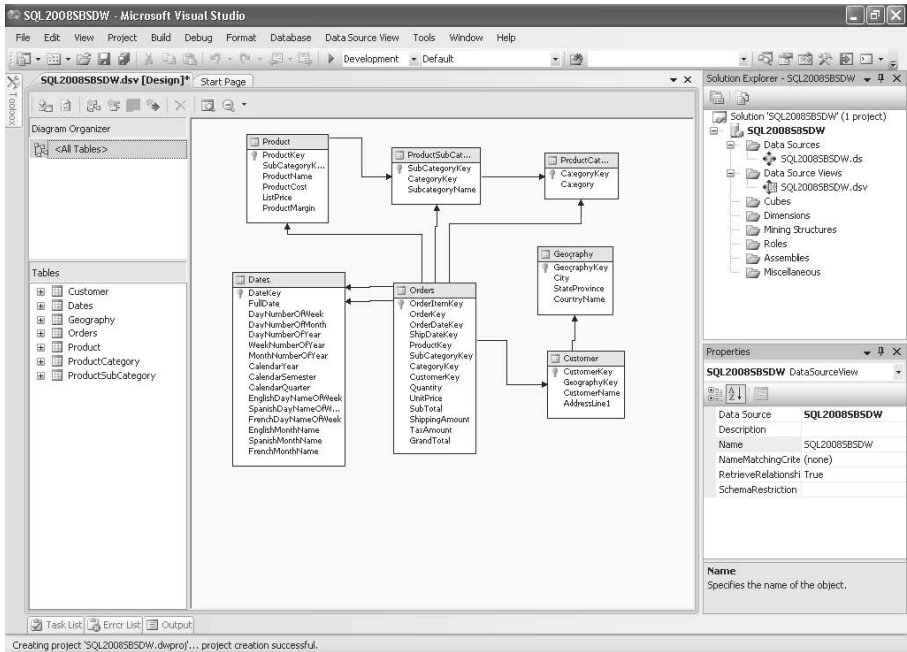 SQL2008SBSDW - Microsoft Visual Studio
File Edit View Project Build Debug Format Database Data Source View Tools Window Help
Development Default
Toolbox
SQL2008SBSDW.dsv [Design]* Start Page
Diagram Organizer
<All Tables>
Tables
Customer
Dates
Geography
Orders
Product
ProductCategory
ProductSubCategory
Product
ProductKey
SubCategoryK...
ProductName
ProductCost
ListPrice
ProductMargin
ProductSubCat...
SubCategoryKey
CategoryKey
SubcategoryName
ProductCat...
CategoryKey
Category
Dates
DateKey
FullDate
DayNumberOfWeek
DayNumberOfMonth
DayNumberOfYear
WeekNumberOfYear
MonthNumberOfYear
CalendarYear
CalendarSemester
CalendarQuarter
EnglishDayNameOfWeek
SpanishDayNameOfW...
FrenchDayNameOfWeek
EnglishMonthName
SpanishMonthName
FrenchMonthName
Orders
OrderItemKey
OrderKey
OrderDateKey
ShipDateKey
ProductKey
SubCategoryKey
CategoryKey
CustomerKey
Quantity
UnitPrice
SubTotal
ShippingAmount
TaxAmount
GrandTotal
Geography
GeographyKey
City
StateProvince
CountryName
Customer
CustomerKey
GeographyKey
CustomerName
AddressLine1
Solution Explorer - SQL2008SBSDW
Solution 'SQL2008SBSDW' (1 project)
SQL2008SBSDW
Data Sources
SQL2008SBSDW.ds
Data Source Views
SQL2008SBSDW.dsv
Cubes
Dimensions
Mining Structures
Roles
Assemblies
Miscellaneous
Properties
SQL2008SBSDW DataSourceView
Data Source SQL2008SBSDW
Description
Name SQL2008SBSDW
NameMatchingCrite (none)
RetrieveRelationshi True
SchemaRestriction
Name
Specifies the name of the object.
Task List Error List Output
Creating project 'SQL2008SBSDW.dwproj'... project creation successful.